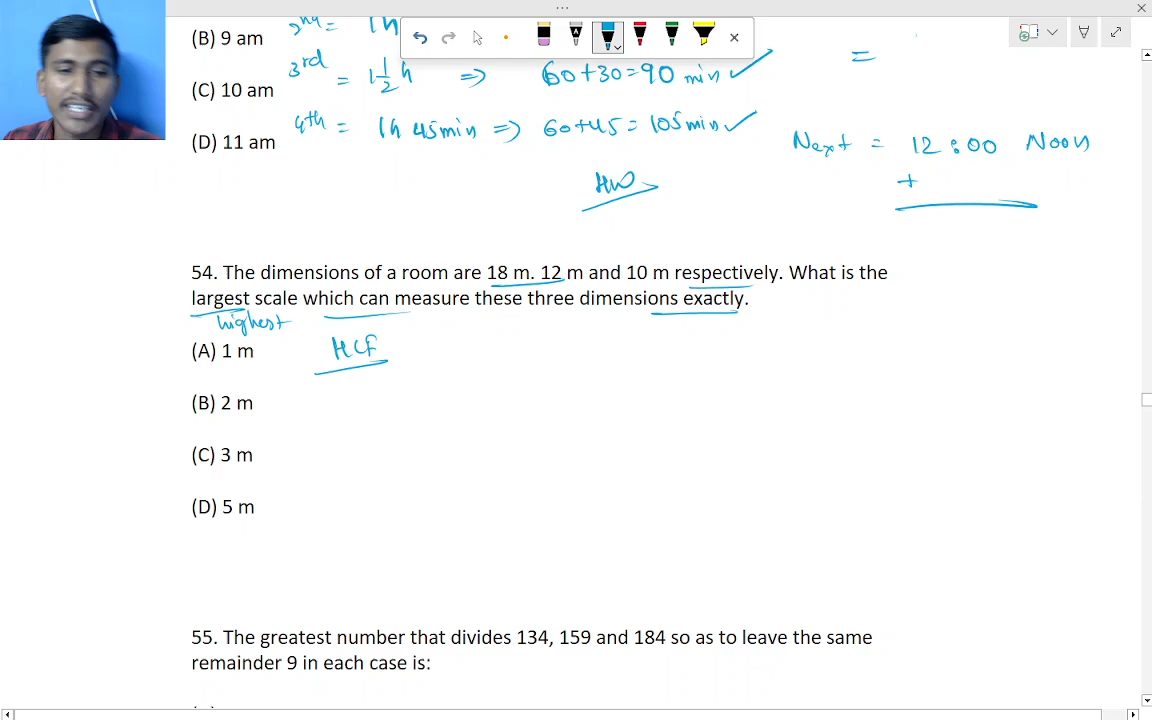 (B) 9 am
(C) 10 am
3rd = 1 1/2 h ⇒ 60+30=90 min ✓
(D) 11 am
4th = 1h 45min ⇒ 60+45=105min ✓
=
Next = 12:00 Noon
+
HW
54. The dimensions of a room are 18 m. 12 m and 10 m respectively. What is the
largest scale which can measure these three dimensions exactly.
highest
(A) 1 m
HCF
(B) 2 m
(C) 3 m
(D) 5 m
55. The greatest number that divides 134, 159 and 184 so as to leave the same
remainder 9 in each case is: